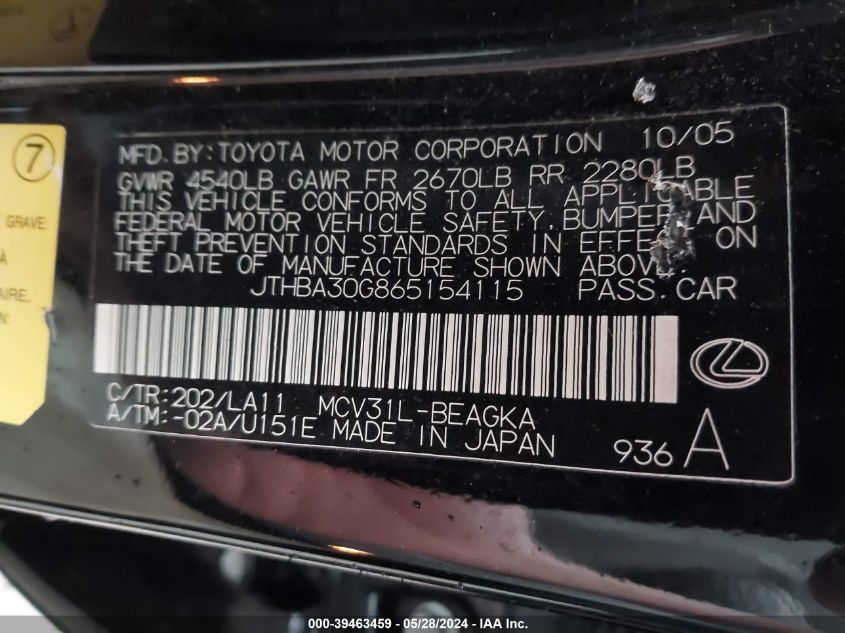 7
GRAVE
A
AIRE.
N:
MFD. BY: TOYOTA MOTOR CORPORATION 10/05
GVWR 4540LB GAWR FR 2670LB RR 2280LB
THIS VEHICLE CONFORMS TO ALL APPLICABLE
FEDERAL MOTOR VEHICLE SAFETY, BUMPER AND
THEFT PREVENTION STANDARDS IN EFFECT ON
THE DATE OF MANUFACTURE SHOWN ABOVE.
JTHBA30G865154115 PASS. CAR
C/TR: 202/LA11 MCV31L-BEAGKA
A/TM: -02A/U151E MADE IN JAPAN
936 A
000-39463459 - 05/28/2024 - IAA Inc.